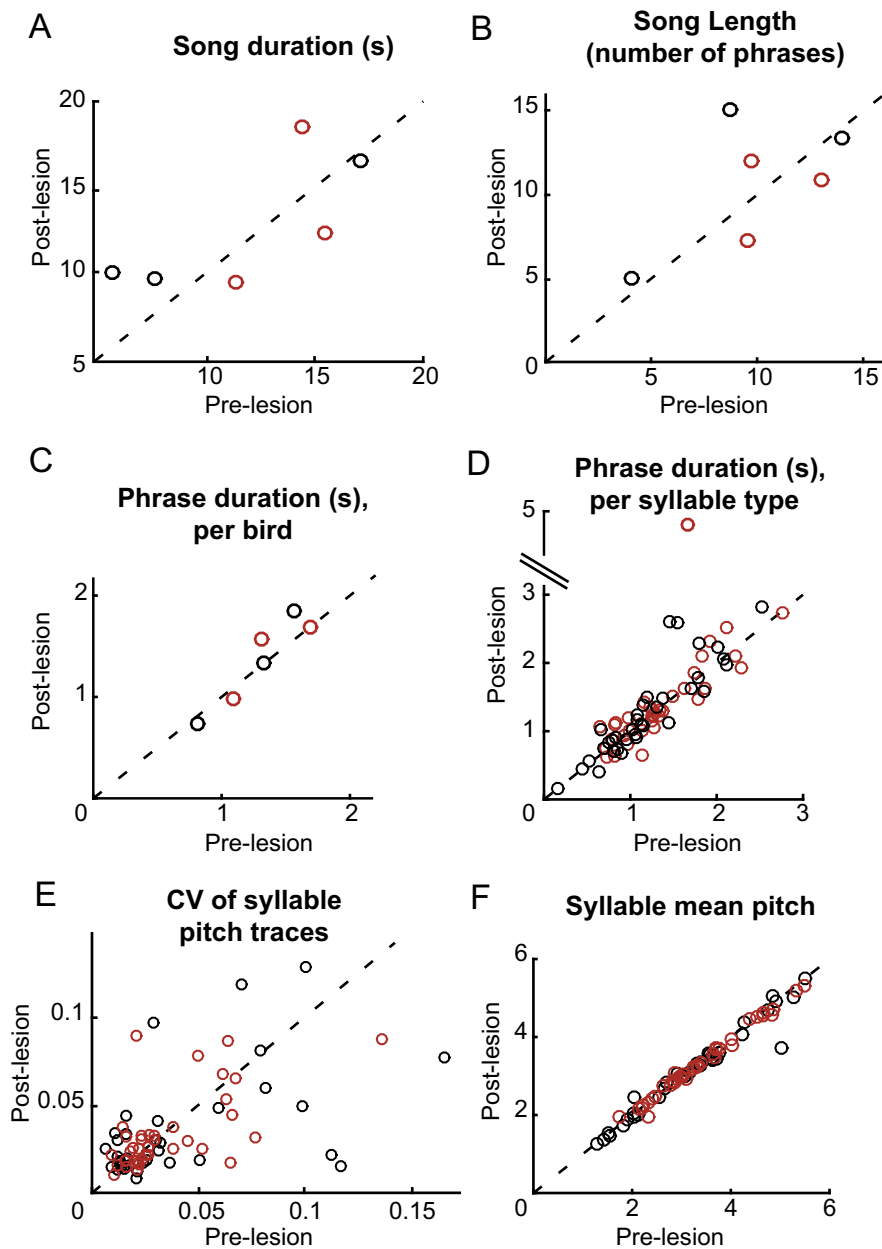 A
Song duration (s)
20
15
10
5
10
15
20
Post-lesion
Pre-lesion
B
Song Length
(number of phrases)
15
10
5
0
5
10
15
Post-lesion
Pre-lesion
C
Phrase duration (s),
per bird
2
1
0
1
2
Post-lesion
Pre-lesion
D
Phrase duration (s),
per syllable type
5
3
2
1
0
1
2
3
Post-lesion
Pre-lesion
E
CV of syllable
pitch traces
0.1
0.05
0
0.05
0.1
0.15
Post-lesion
Pre-lesion
F
Syllable mean pitch
6
4
2
0
2
4
6
Post-lesion
Pre-lesion